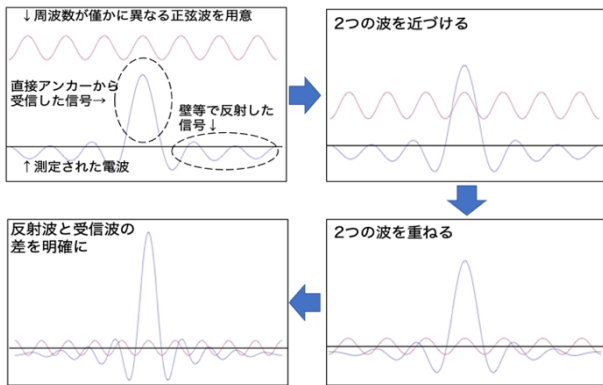 ↓周波数が僅かに異なる正弦波を用意
直接アンカーから
受信した信号→
壁等で反射した
信号↓
↑測定された電波
2つの波を近づける
2つの波を重ねる
反射波と受信波の
差を明確に